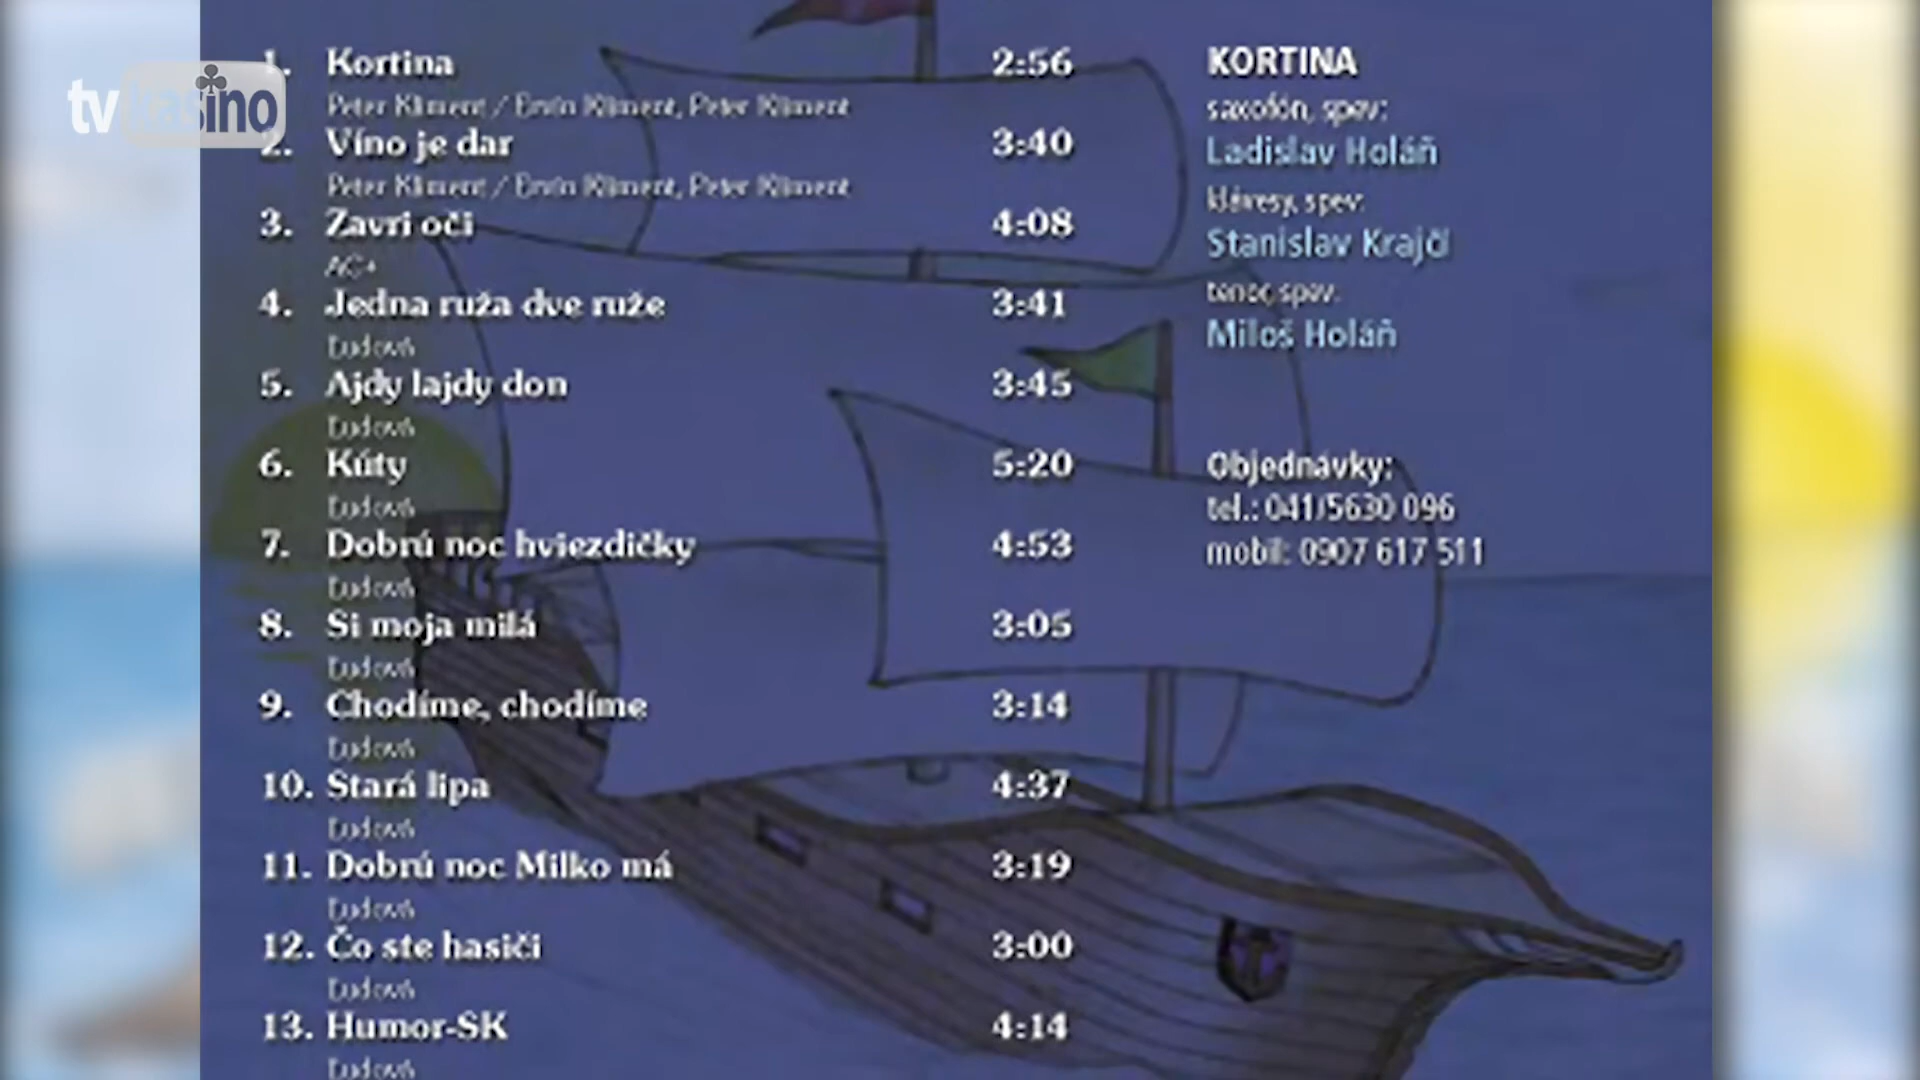 tv kasino
1. Kortina 2:56
Peter Kliment / Ervín Kliment, Peter Kliment
2. Víno je dar 3:40
Peter Kliment / Ervín Kliment, Peter Kliment
3. Zavri oči 4:08
AC+
4. Jedna ruža dve ruže 3:41
Ľudová
5. Ajdy lajdy don 3:45
Ľudová
6. Kúty 5:20
Ľudová
7. Dobrú noc hviezdičky 4:53
Ľudová
8. Si moja milá 3:05
Ľudová
9. Chodíme, chodíme 3:14
Ľudová
10. Stará lipa 4:37
Ľudová
11. Dobrú noc Milko má 3:19
Ľudová
12. Čo ste hasiči 3:00
Ľudová
13. Humor-SK 4:14
Ľudová
KORTINA
saxofón, spev:
Ladislav Holáň
klávesy, spev:
Stanislav Krajčí
tenor, spev:
Miloš Holáň
Objednávky:
tel.: 041/5630 096
mobil: 0907 617 511